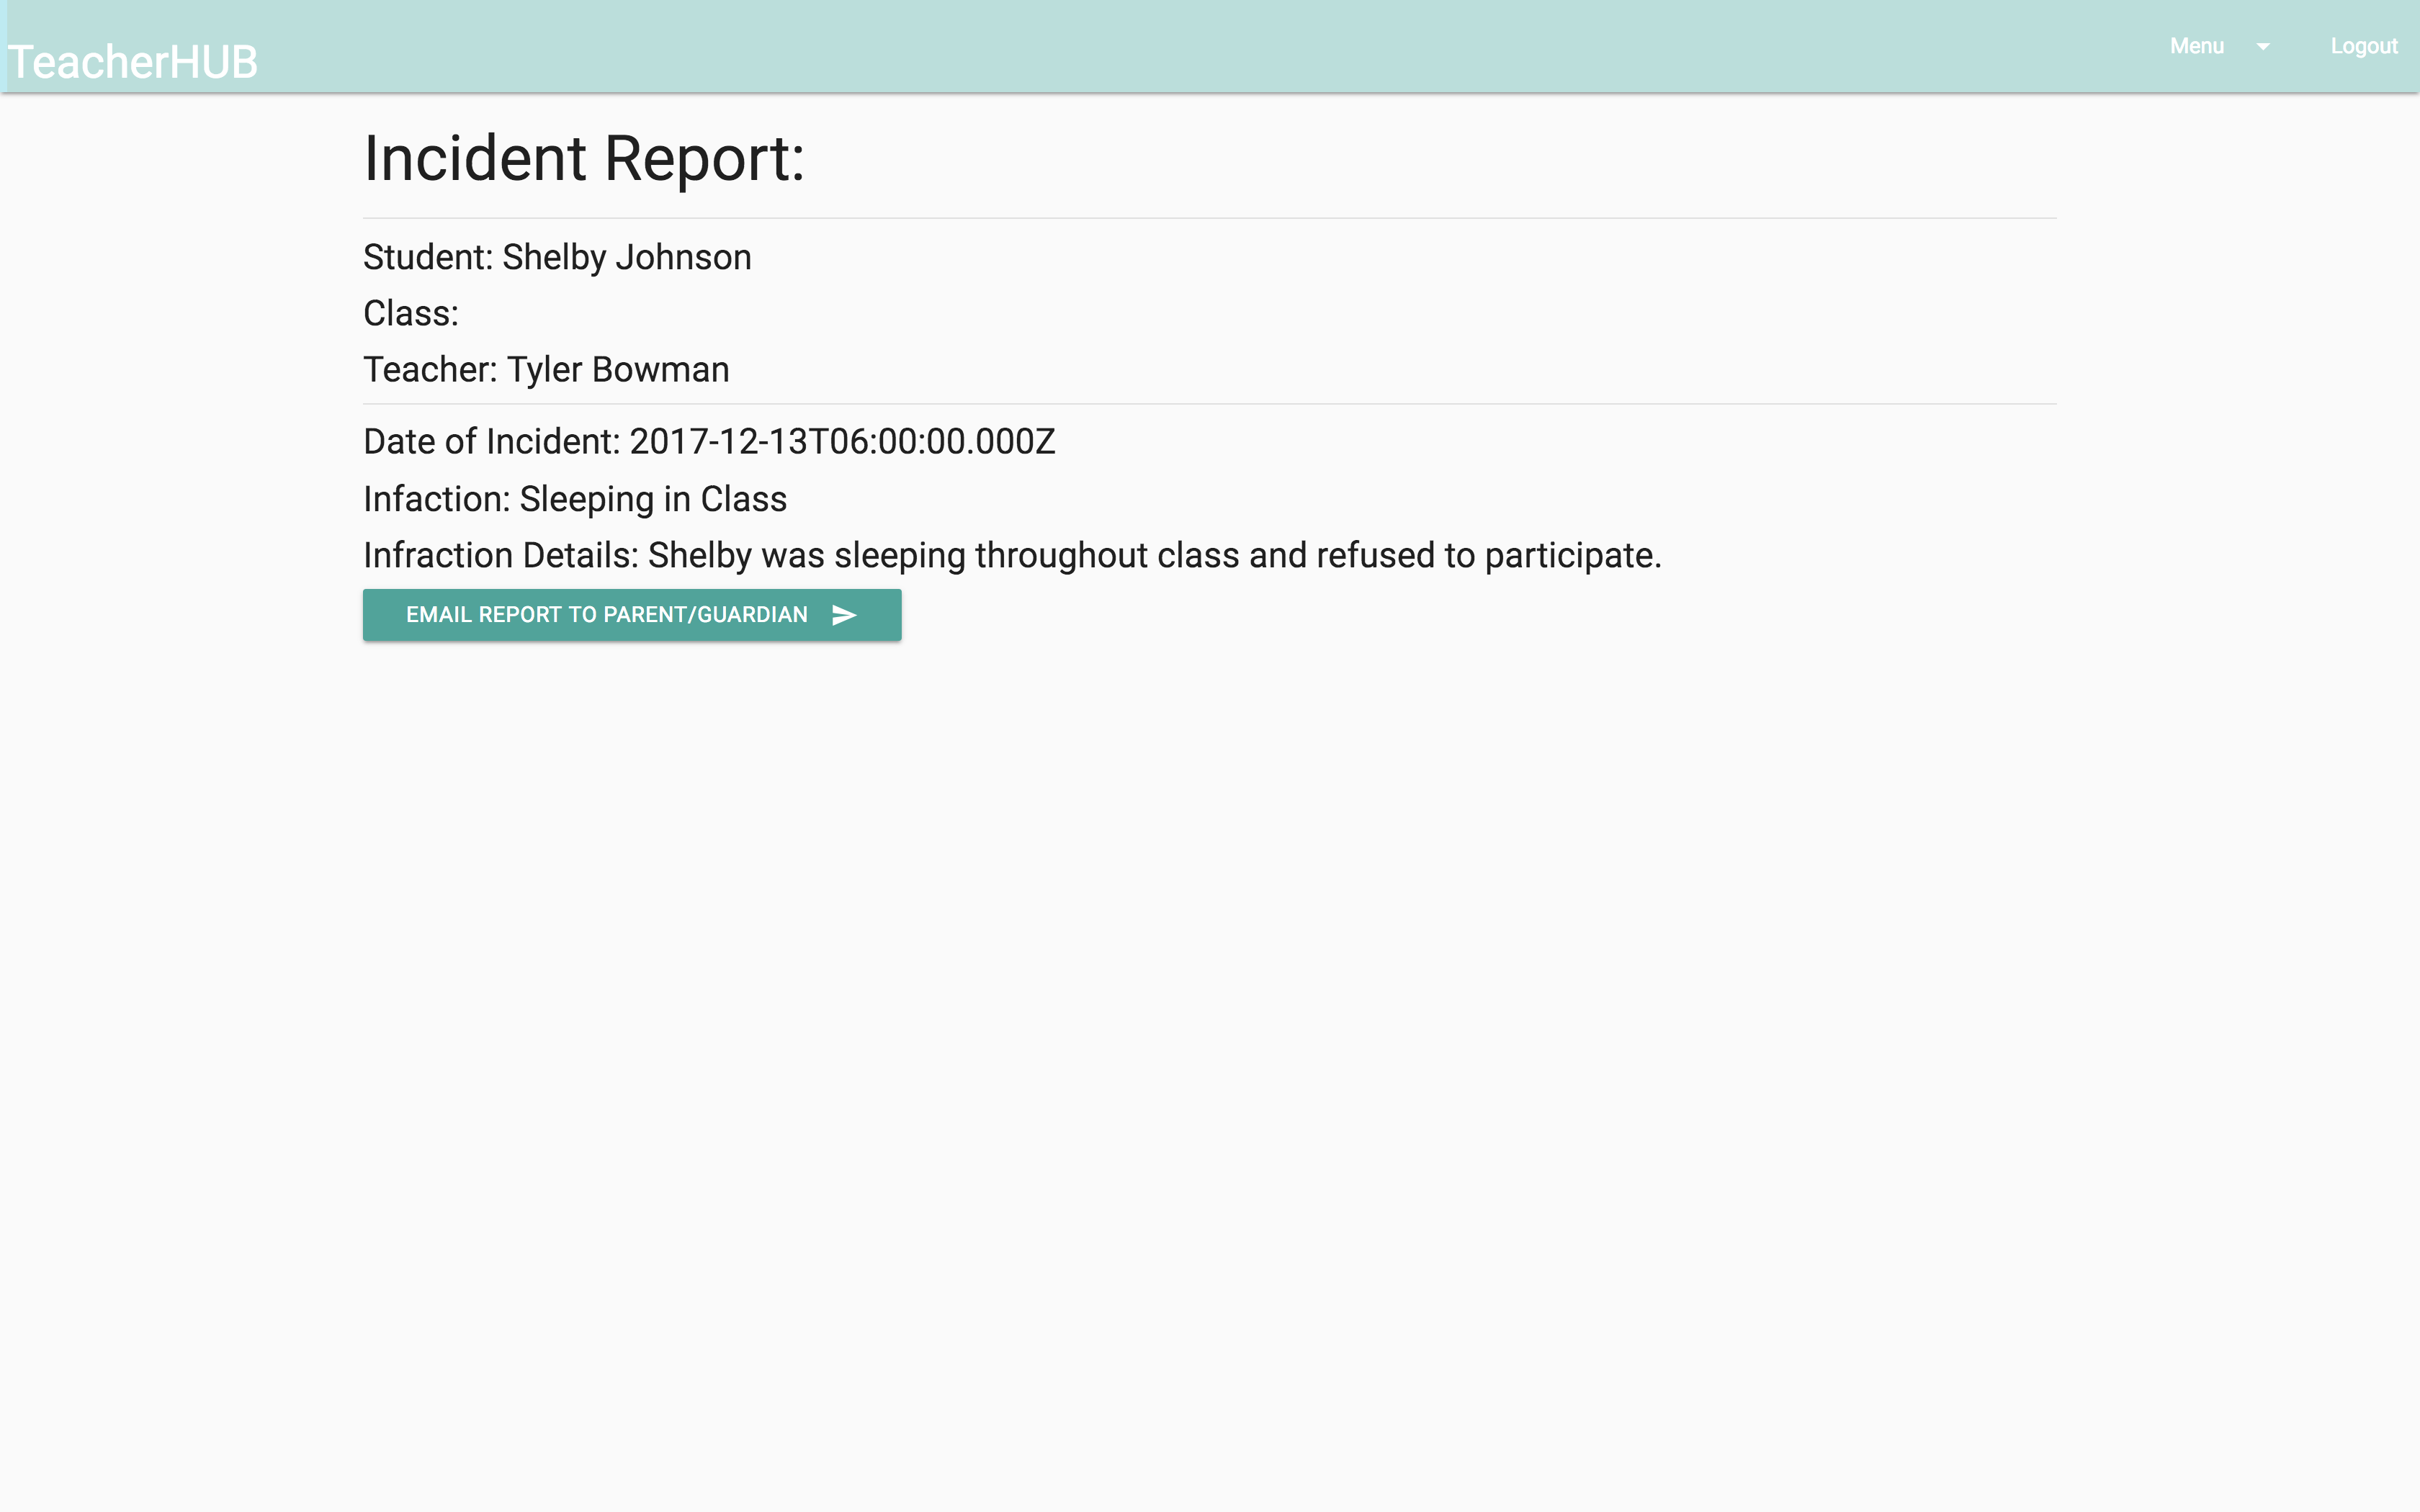 TeacherHUB
Menu
Logout
Incident Report:
Student: Shelby Johnson
Class:
Teacher: Tyler Bowman
Date of Incident: 2017-12-13T06:00:00.000Z
Infaction: Sleeping in Class
Infraction Details: Shelby was sleeping throughout class and refused to participate.
EMAIL REPORT TO PARENT/GUARDIAN